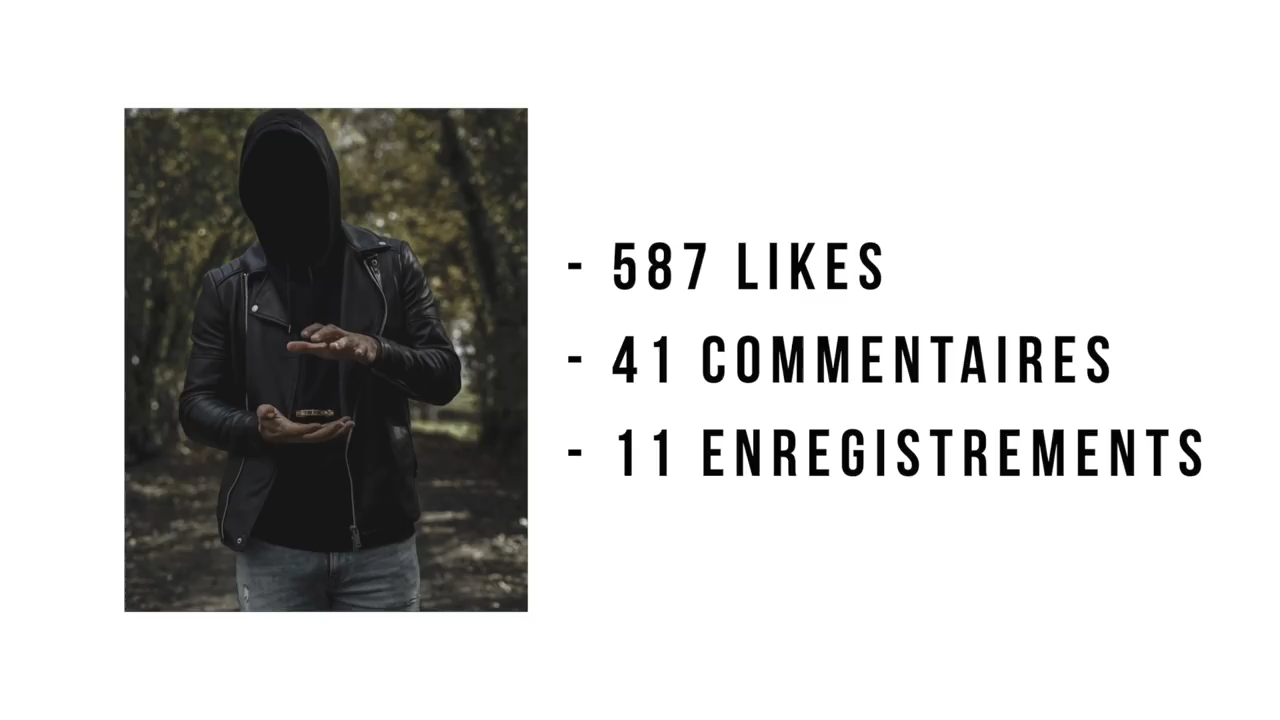 - 587 LIKES
- 41 COMMENTAIRES
- 11 ENREGISTREMENTS